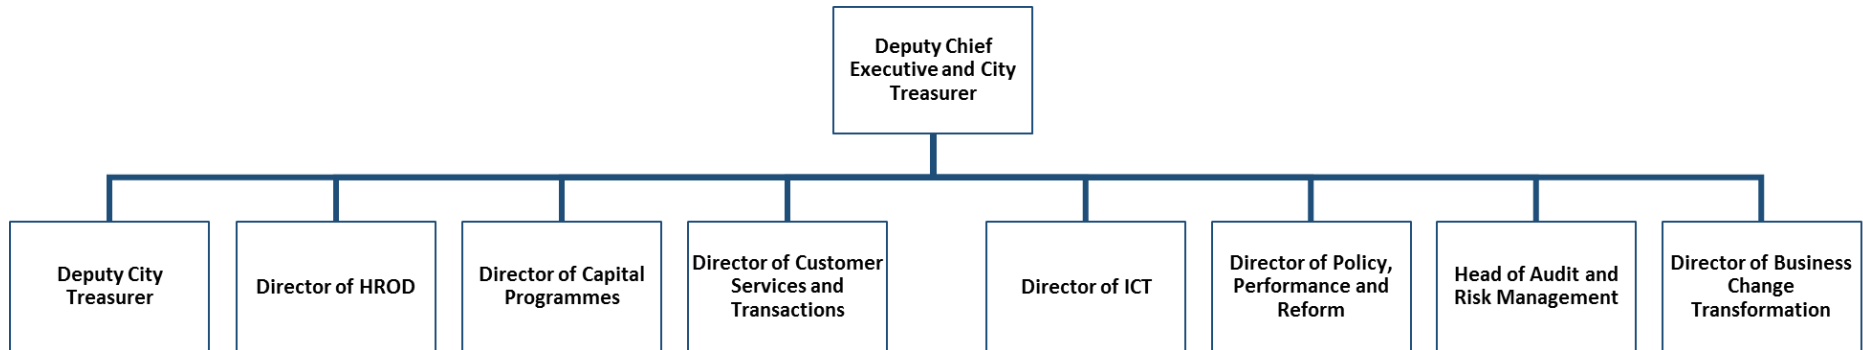 Deputy Chief
Executive and City
Treasurer
Deputy City
Treasurer
Director of HROD
Director of Capital
Programmes
Director of Customer
Services and
Transactions
Director of ICT
Director of Policy,
Performance and
Reform
Head of Audit and
Risk Management
Director of Business
Change
Transformation